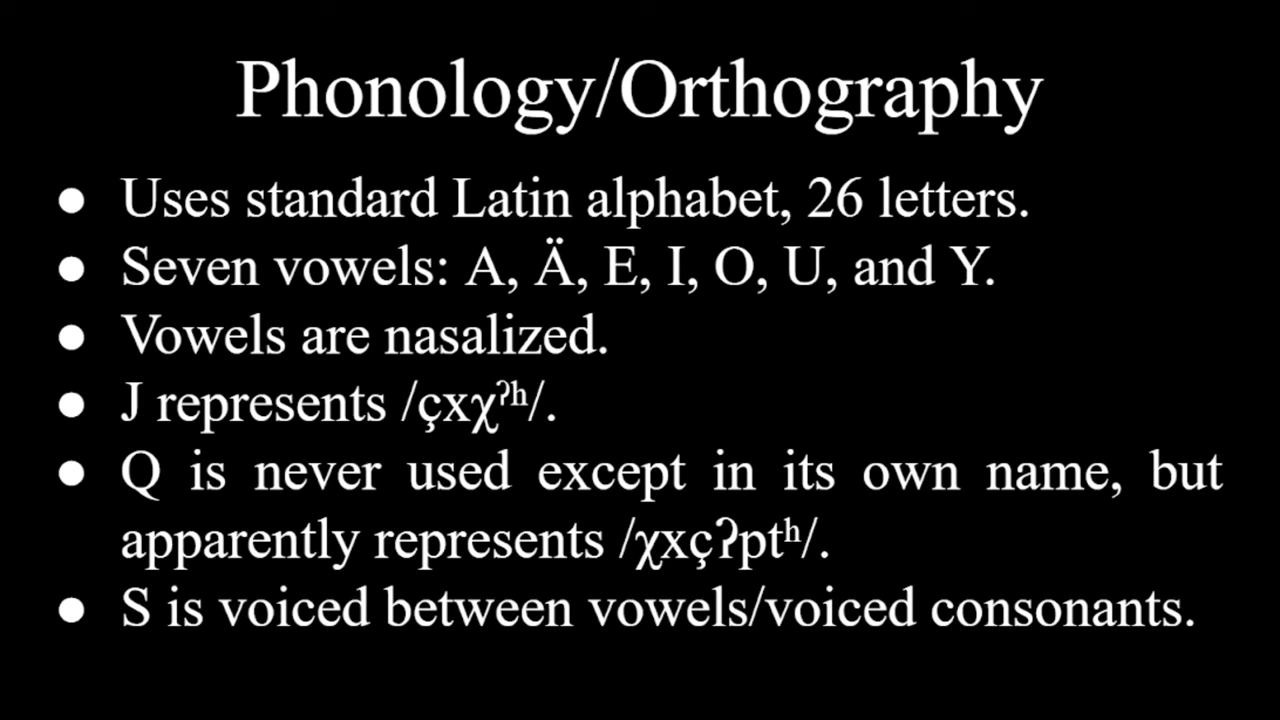 Phonology/Orthography
● Uses standard Latin alphabet, 26 letters.
● Seven vowels: A, Ä, E, I, O, U, and Y.
● Vowels are nasalized.
● J represents /çxχˀʰ/.
● Q is never used except in its own name, but
apparently represents /χxçʔptʰ/.
● S is voiced between vowels/voiced consonants.